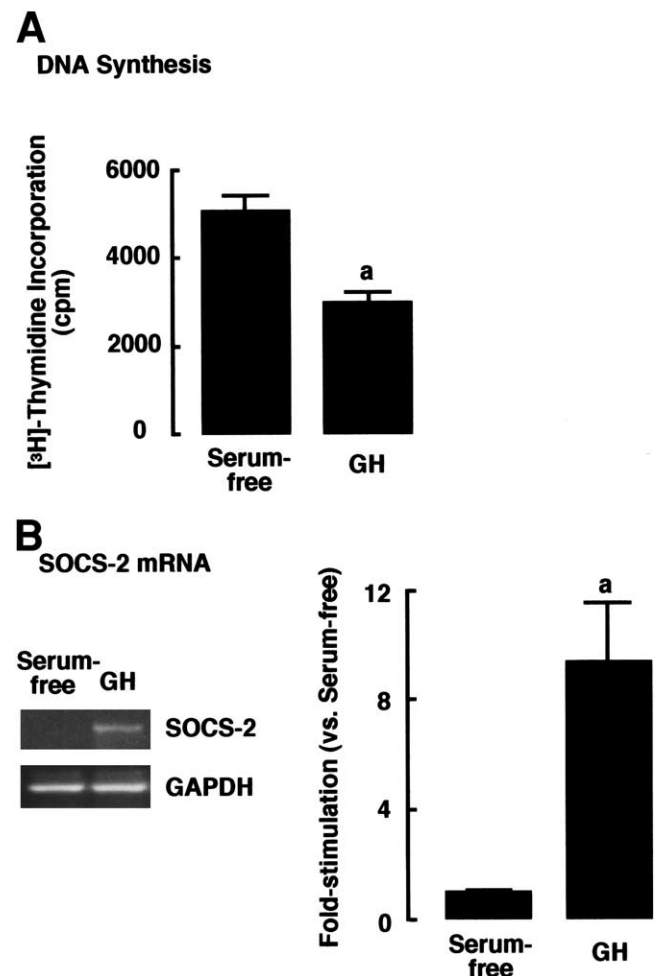 A
DNA Synthesis
[³H]-Thymidine Incorporation
(cpm)
6000
4000
2000
0
a
Serum-
free
GH
B
SOCS-2 mRNA
Serum-
free
GH
SOCS-2
GAPDH
Fold-stimulation (vs. Serum-free)
12
8
4
0
a
Serum-
free
GH